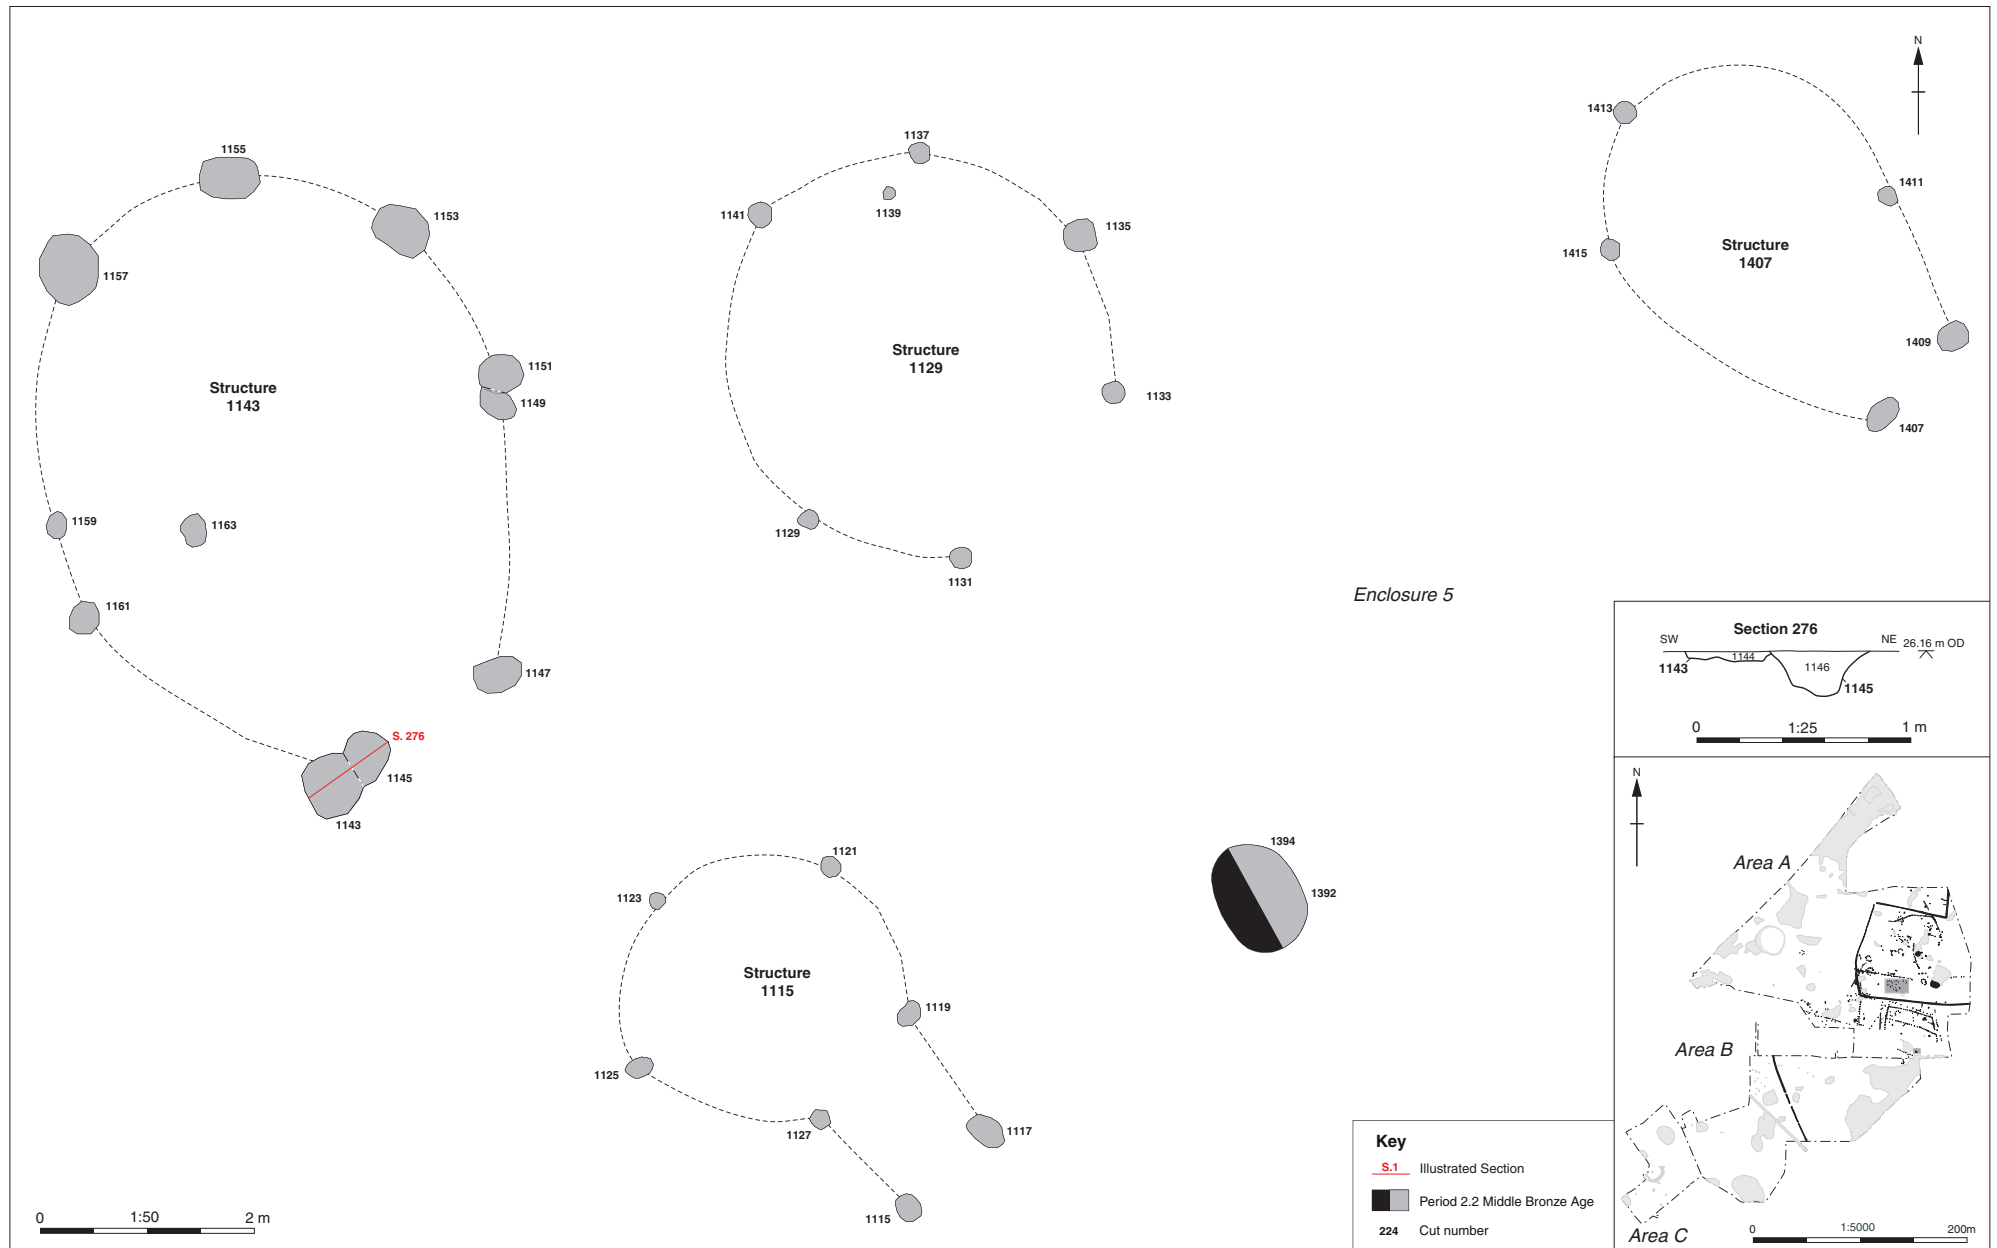 N
1413
1137
1155
1411
1139
1141
1153
1135
1415
Structure
1407
1157
1409
Structure
1129
1151
Structure
1143
1133
1149
1407
1159
1163
1129
1131
Enclosure 5
1161
Section 276
SW
NE
26.16 m OD
1144
1143
1146
1145
1147
0
1:25
1 m
S. 276
1145
1143
N
1121
1394
Area A
1123
1392
Structure
1115
1119
Area B
1125
1127
1117
Key
S.1
Illustrated Section
Period 2.2 Middle Bronze Age
224
Cut number
1115
0
1:50
2 m
0
1:5000
200m
Area C